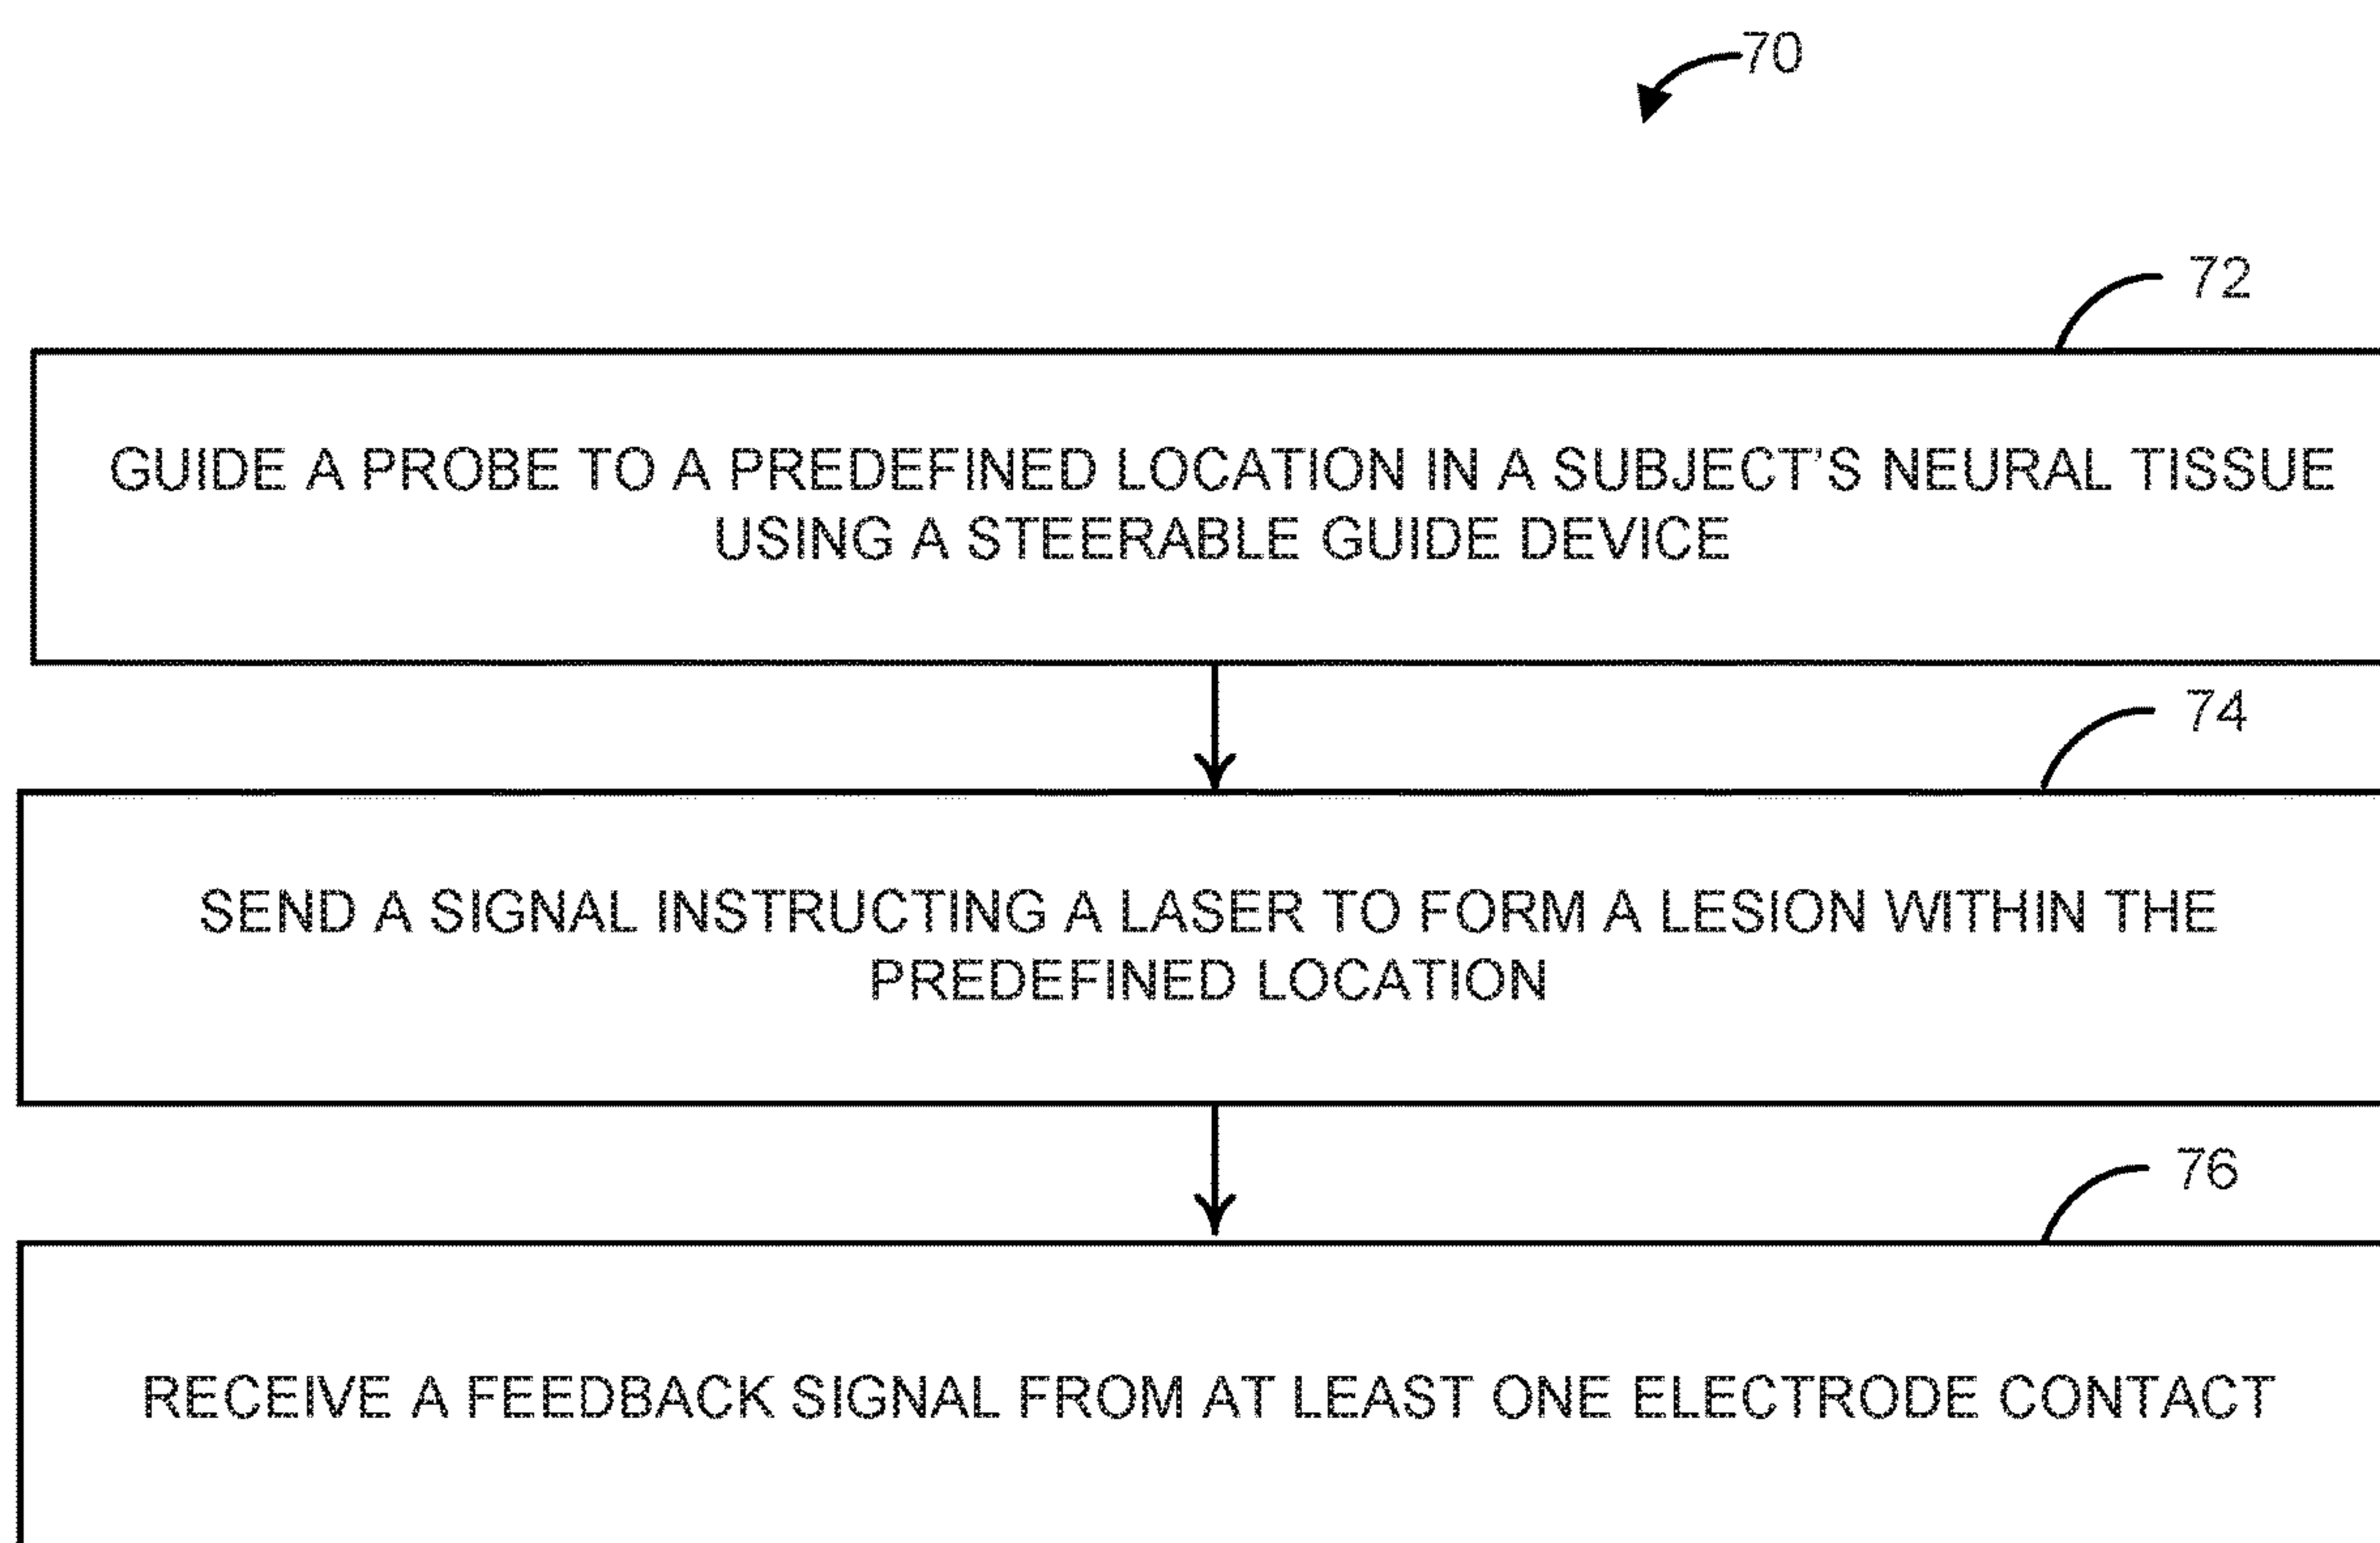 70
72
GUIDE A PROBE TO A PREDEFINED LOCATION IN A SUBJECT'S NEURAL TISSUE
USING A STEERABLE GUIDE DEVICE
74
SEND A SIGNAL INSTRUCTING A LASER TO FORM A LESION WITHIN THE
PREDEFINED LOCATION
76
RECEIVE A FEEDBACK SIGNAL FROM AT LEAST ONE ELECTRODE CONTACT